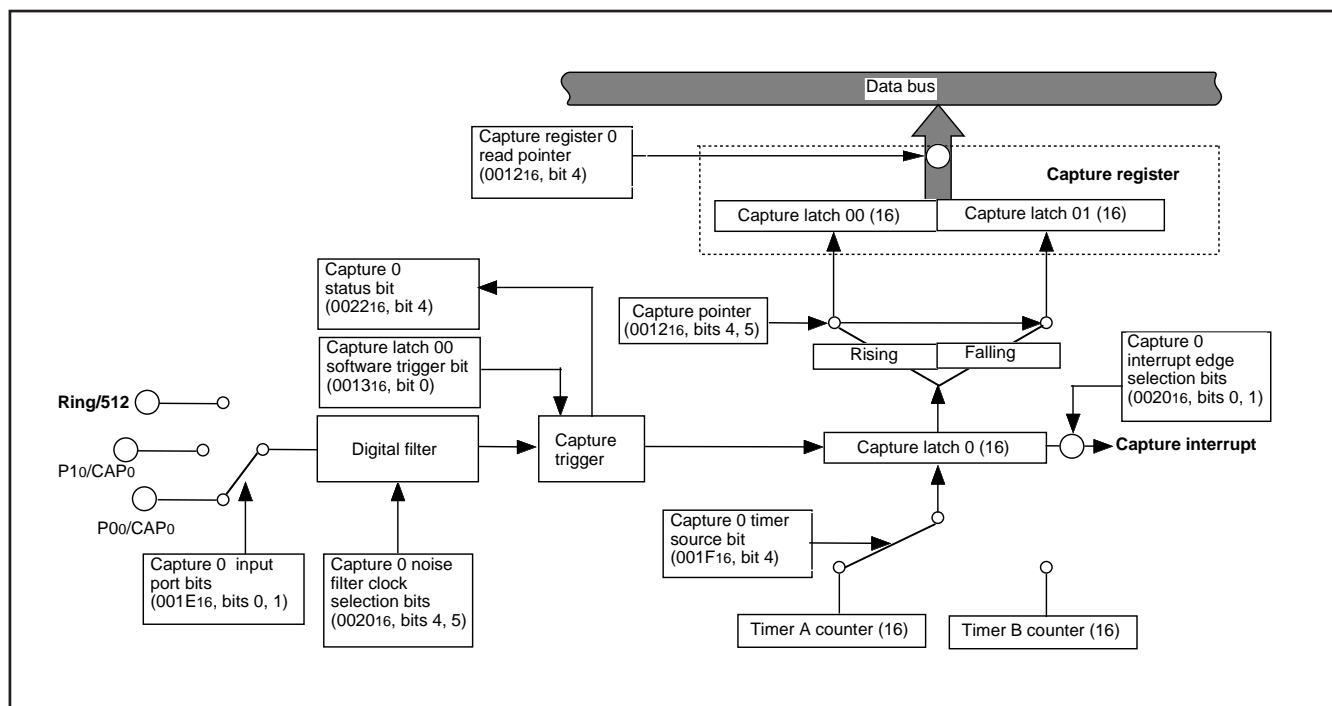 Data bus
Capture register 0
read pointer
(001216, bit 4)
Capture register
Capture latch 00 (16)
Capture latch 01 (16)
Capture 0
status bit
(002216, bit 4)
Capture pointer
(001216, bits 4, 5)
Capture latch 00
software trigger bit
(001316, bit 0)
Rising
Falling
Capture 0
interrupt edge
selection bits
(002016, bits 0, 1)
Ring/512
P10/CAP0
P00/CAP0
Digital filter
Capture
trigger
Capture latch 0 (16)
Capture interrupt
Capture 0 input
port bits
(001E16, bits 0, 1)
Capture 0 noise
filter clock
selection bits
(002016, bits 4, 5)
Capture 0 timer
source bit
(001F16, bit 4)
Timer A counter (16)
Timer B counter (16)